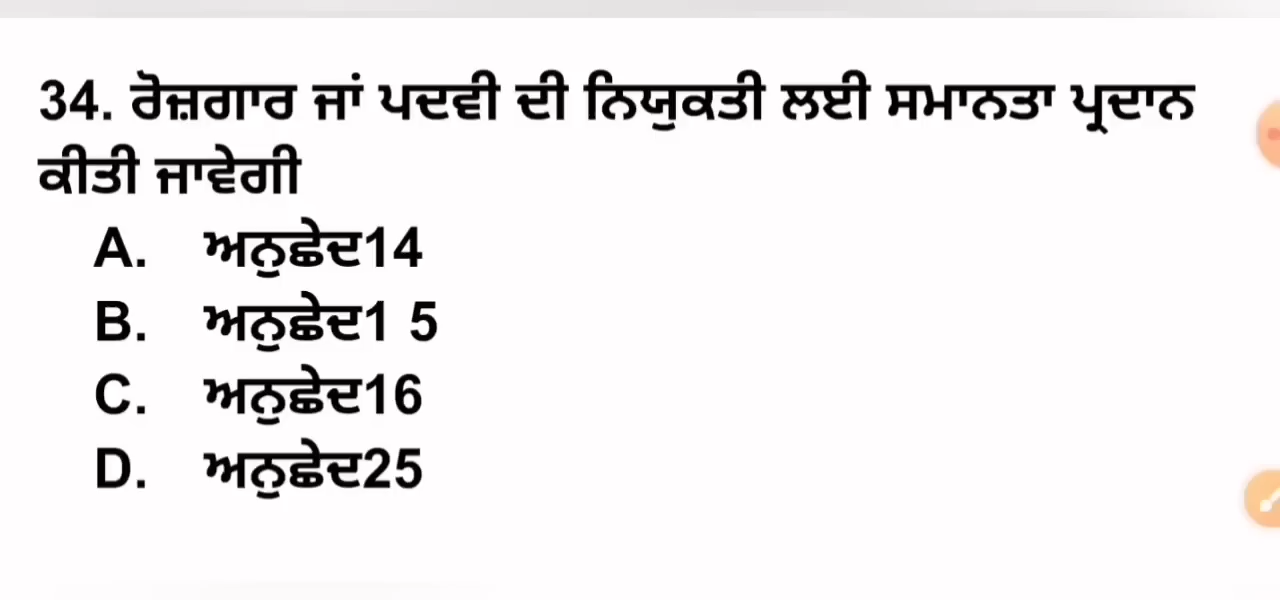 34. ਰੋਜ਼ਗਾਰ ਜਾਂ ਪਦਵੀ ਦੀ ਨਿਯੁਕਤੀ ਲਈ ਸਮਾਨਤਾ ਪ੍ਰਦਾਨ
ਕੀਤੀ ਜਾਵੇਗੀ
A. ਅਨੁਛੇਦ14
B. ਅਨੁਛੇਦ1 5
C. ਅਨੁਛੇਦ16
D. ਅਨੁਛੇਦ25